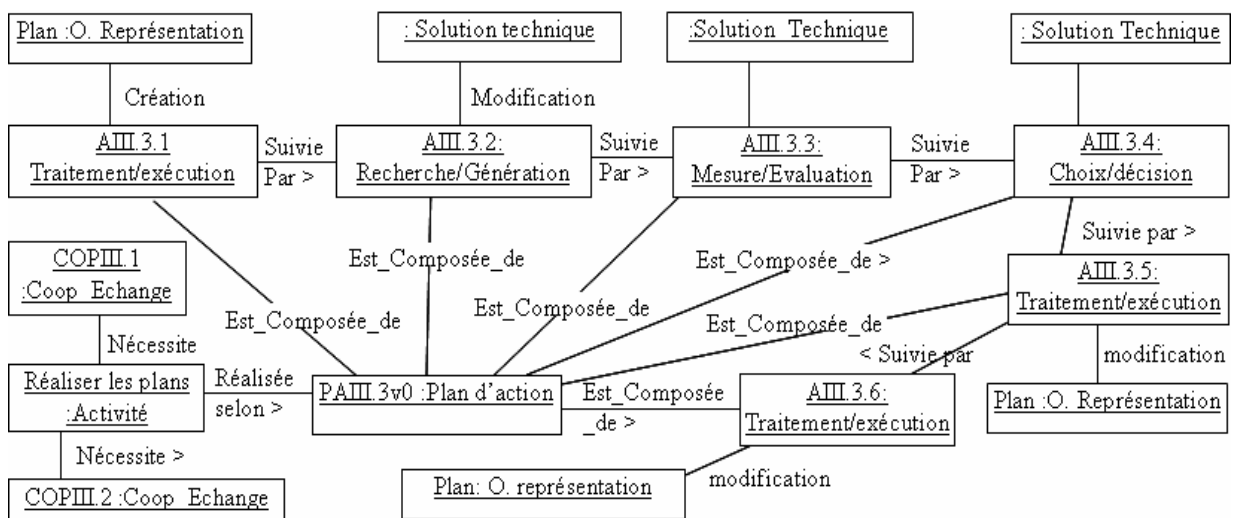 Plan :O. Représentation
: Solution technique
:Solution Technique
: Solution Technique
Création
Modification
AIII.3.1
Traitement/exécution
Suivie
Par >
AIII.3.2:
Recherche/Génération
Suivie
Par >
AIII.3.3:
Mesure/Evaluation
Suivie
Par >
AIII.3.4:
Choix/décision
Suivie par >
COPIII.1
:Coop Echange
Est_Composée_de
Est_Composée_de >
AIII.3.5:
Traitement/exécution
Est_Composée_de
Est_Composée_de
Est_Composée_de
Nécessite
< Suivie par
modification
Réaliser les plans
:Activité
Réalisée
selon >
PAIII.3v0 :Plan d'action
Est_Composée
_de >
AIII.3.6:
Traitement/exécution
Plan :O. Représentation
Nécessite >
modification
COPIII.2 :Coop Echange
Plan: O. représentation